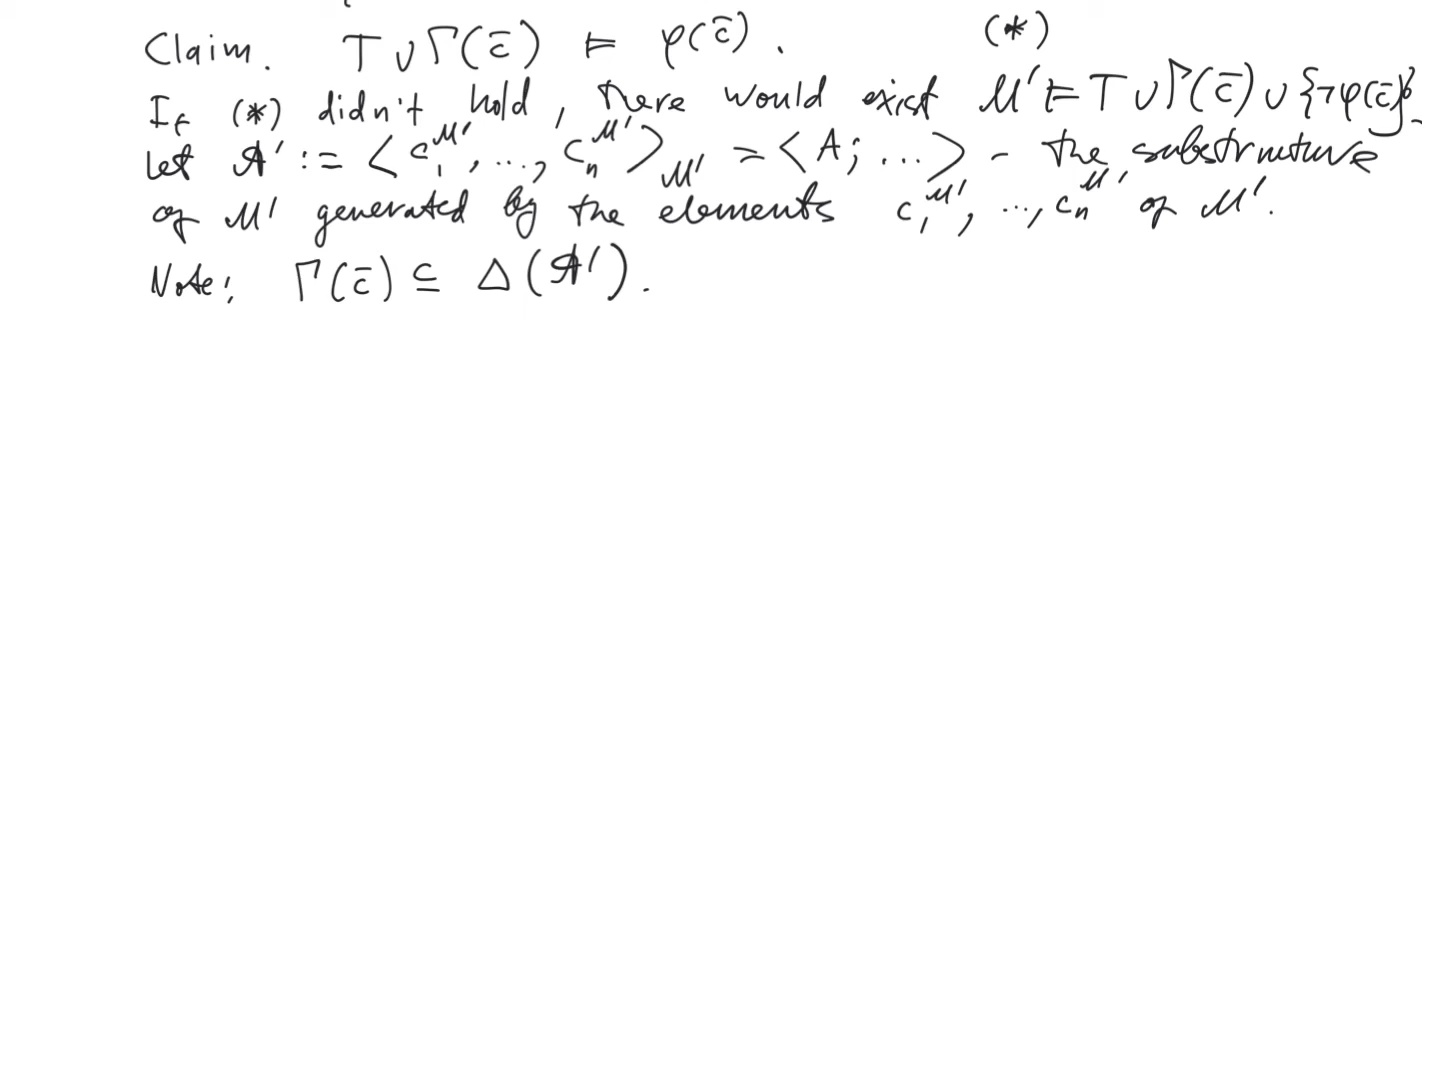 Claim. T ∪ Γ(c̄) ⊨ φ(c̄). (*)
If (*) didn't hold, there would exist M' ⊨ T ∪ Γ(c̄) ∪ {¬φ(c̄)}.
Let A' := <c₁^M', ..., cₙ^M'>_M' = <A; ...> - the substructure
of M' generated by the elements c₁^M', ..., cₙ^M' of M'.
Note: Γ(c̄) ⊆ Δ(A').